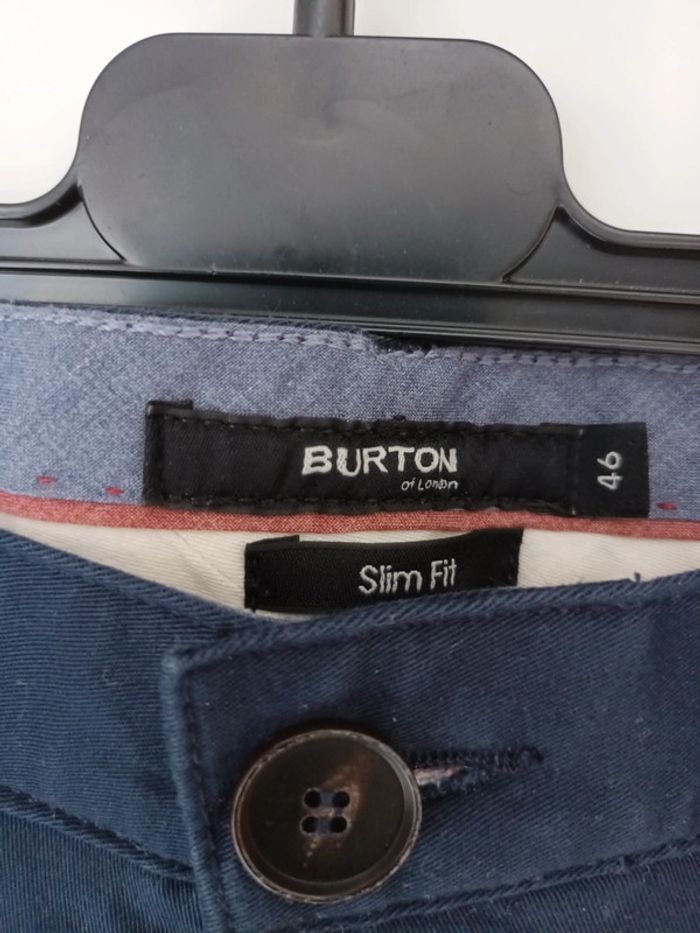 BURTON
of London
46
Slim Fit